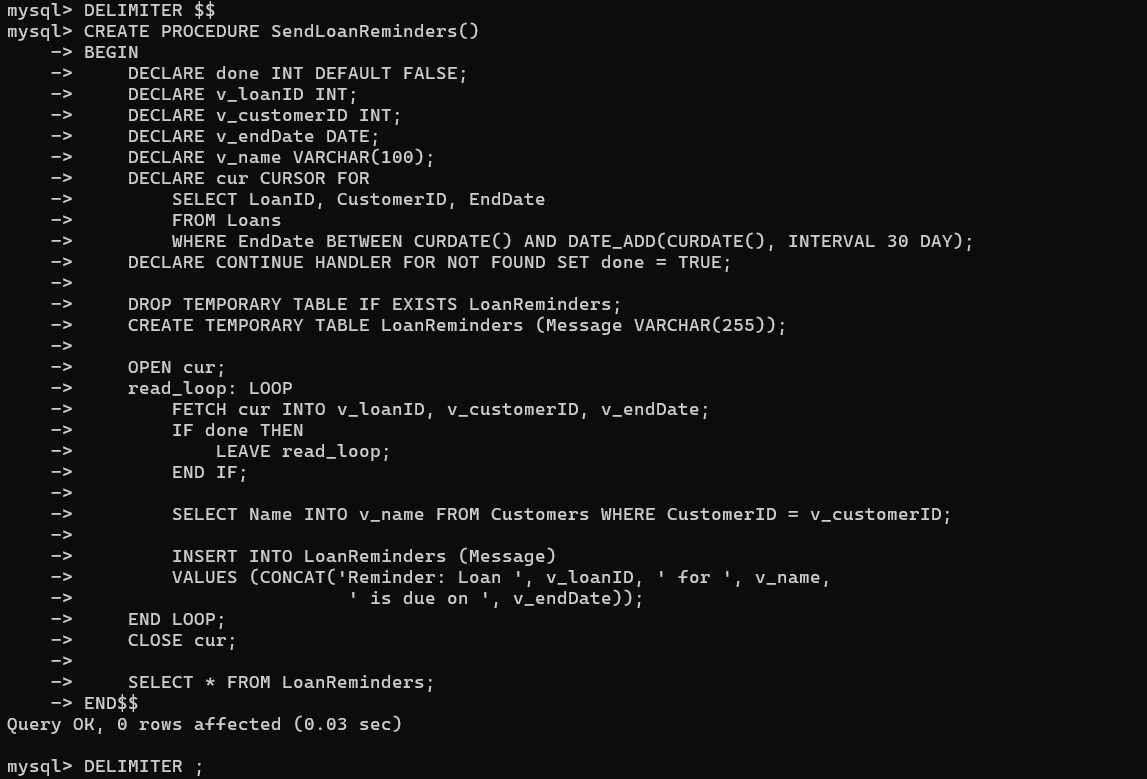 mysql> DELIMITER $$
mysql> CREATE PROCEDURE SendLoanReminders()
    -> BEGIN
    ->     DECLARE done INT DEFAULT FALSE;
    ->     DECLARE v_loanID INT;
    ->     DECLARE v_customerID INT;
    ->     DECLARE v_endDate DATE;
    ->     DECLARE v_name VARCHAR(100);
    ->     DECLARE cur CURSOR FOR
    ->         SELECT LoanID, CustomerID, EndDate
    ->         FROM Loans
    ->         WHERE EndDate BETWEEN CURDATE() AND DATE_ADD(CURDATE(), INTERVAL 30 DAY);
    ->     DECLARE CONTINUE HANDLER FOR NOT FOUND SET done = TRUE;
    ->
    ->     DROP TEMPORARY TABLE IF EXISTS LoanReminders;
    ->     CREATE TEMPORARY TABLE LoanReminders (Message VARCHAR(255));
    ->
    ->     OPEN cur;
    ->     read_loop: LOOP
    ->         FETCH cur INTO v_loanID, v_customerID, v_endDate;
    ->         IF done THEN
    ->             LEAVE read_loop;
    ->         END IF;
    ->
    ->         SELECT Name INTO v_name FROM Customers WHERE CustomerID = v_customerID;
    ->
    ->         INSERT INTO LoanReminders (Message)
    ->         VALUES (CONCAT('Reminder: Loan ', v_loanID, ' for ', v_name,
    ->                         ' is due on ', v_endDate));
    ->     END LOOP;
    ->     CLOSE cur;
    ->
    ->     SELECT * FROM LoanReminders;
    -> END$$
Query OK, 0 rows affected (0.03 sec)

mysql> DELIMITER ;